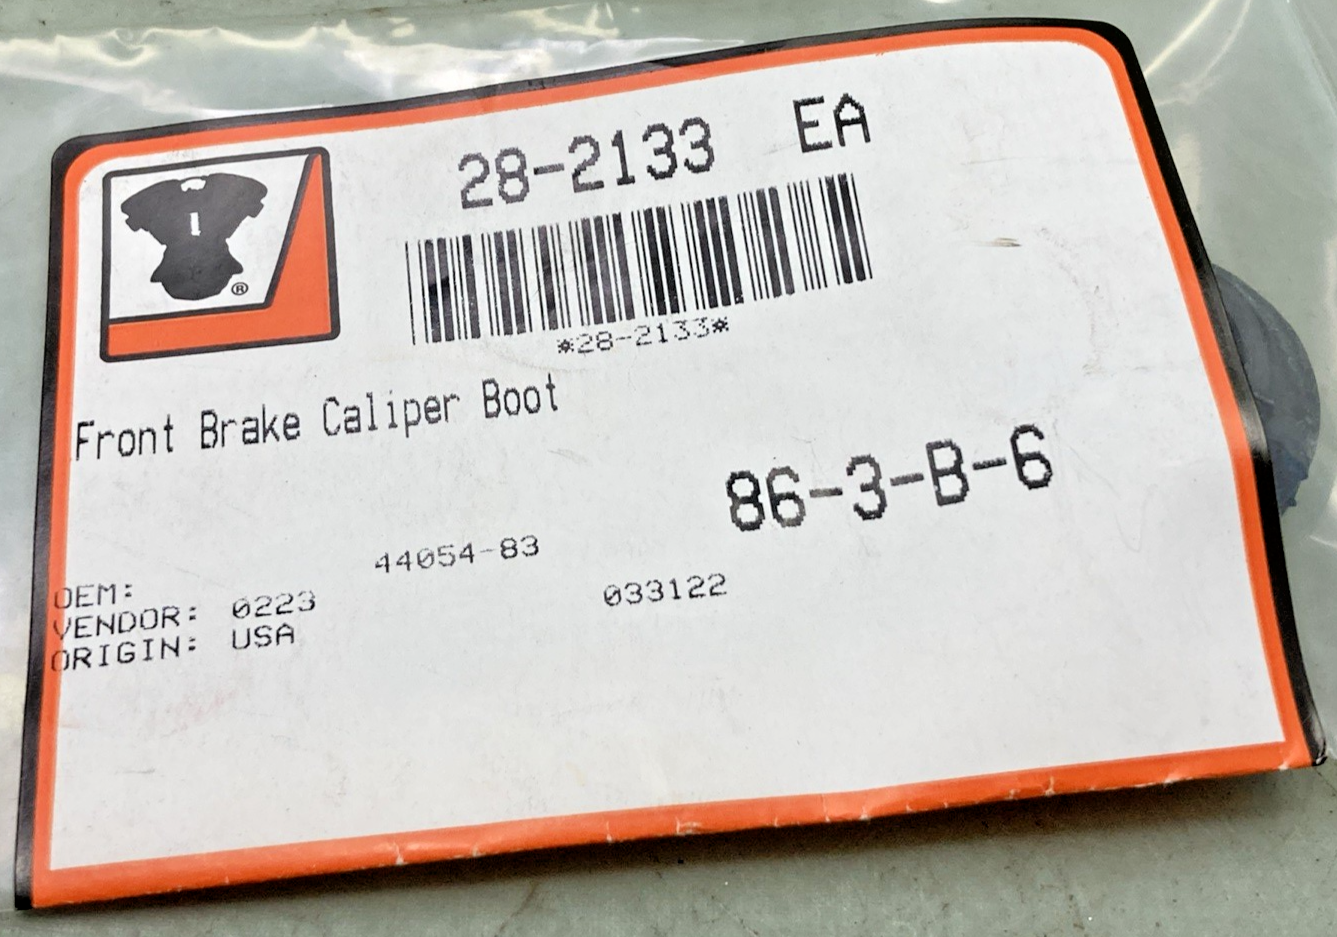 28-2133 EA
*28-2133*
®
Front Brake Caliper Boot
86-3-B-6
44054-83
OEM:
VENDOR: 0223 033122
ORIGIN: USA